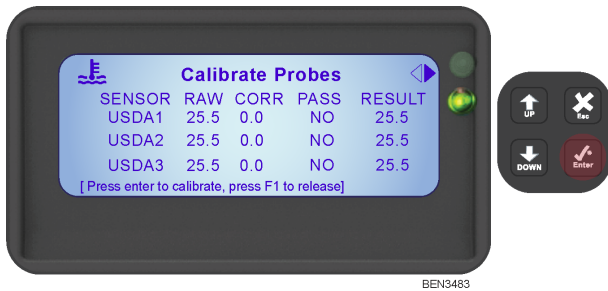 Calibrate Probes
SENSOR RAW CORR PASS RESULT
USDA1 25.5 0.0 NO 25.5
USDA2 25.5 0.0 NO 25.5
USDA3 25.5 0.0 NO 25.5
[ Press enter to calibrate, press F1 to release]
UP
Esc
DOWN
Enter
BEN3483